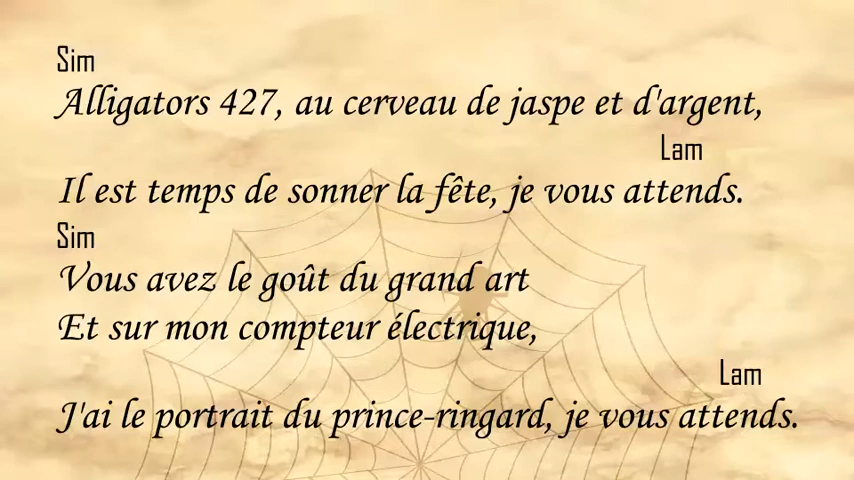 Sim
Alligators 427, au cerveau de jaspe et d'argent,
Lam
Il est temps de sonner la fête, je vous attends.
Sim
Vous avez le goût du grand art
Et sur mon compteur électrique,
Lam
J'ai le portrait du prince-ringard, je vous attends.